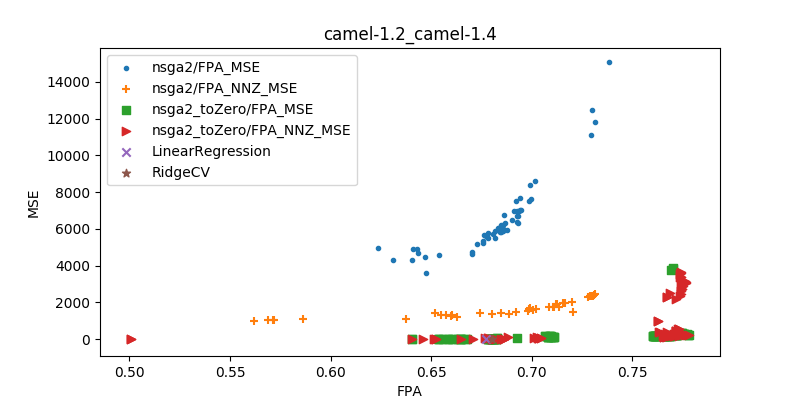 camel-1.2_camel-1.4
nsga2/FPA_MSE
nsga2/FPA_NNZ_MSE
nsga2_toZero/FPA_MSE
nsga2_toZero/FPA_NNZ_MSE
LinearRegression
RidgeCV
MSE
14000
12000
10000
8000
6000
4000
2000
0
0.50
0.55
0.60
0.65
0.70
0.75
FPA